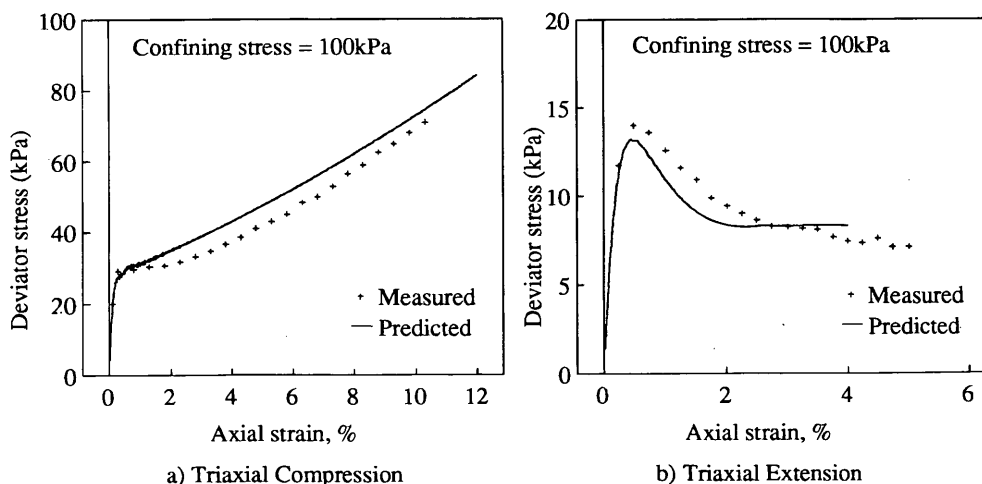 100
80
60
40
20
0
Deviator stress (kPa)
Confining stress = 100kPa
+ Measured
— Predicted
0 2 4 6 8 10 12
Axial strain, %
a) Triaxial Compression
20
15
10
5
0
Deviator stress (kPa)
Confining stress = 100kPa
+ Measured
— Predicted
0 2 4 6
Axial strain, %
b) Triaxial Extension